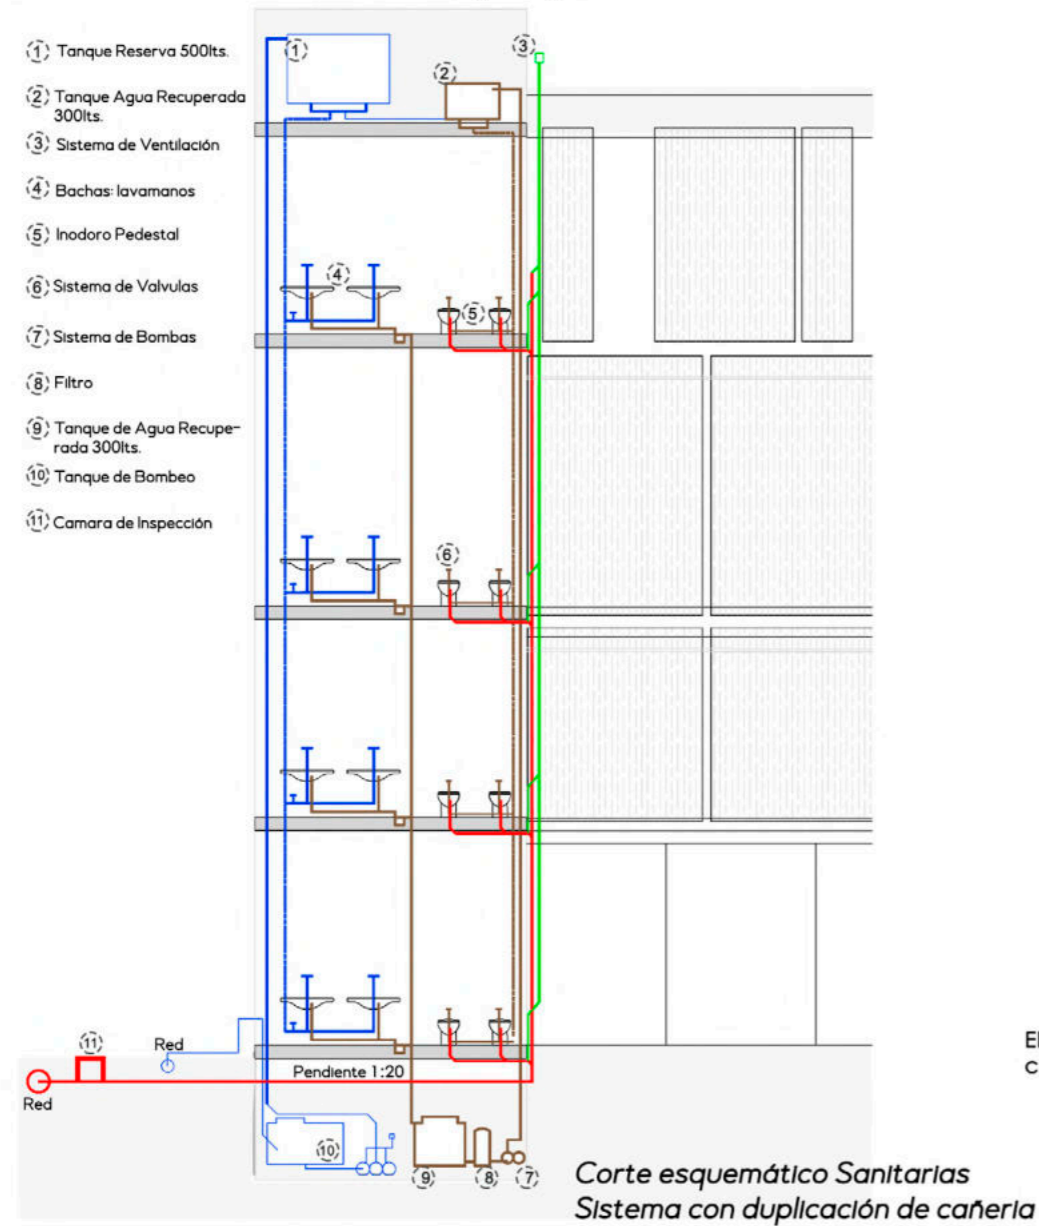 1 Tanque Reserva 500lts.
2 Tanque Agua Recuperada
300lts.
3 Sistema de Ventilación
4 Bachas: lavamanos
5 Inodoro Pedestal
6 Sistema de Valvulas
7 Sistema de Bombas
8 Filtro
9 Tanque de Agua Recupe-
rada 300lts.
10 Tanque de Bombeo
11 Camara de Inspección
1
2
3
4
5
6
11
Red
Red
Pendiente 1:20
10
9
8
7
El
c
Corte esquemático Sanitarias
Sistema con duplicación de cañeria